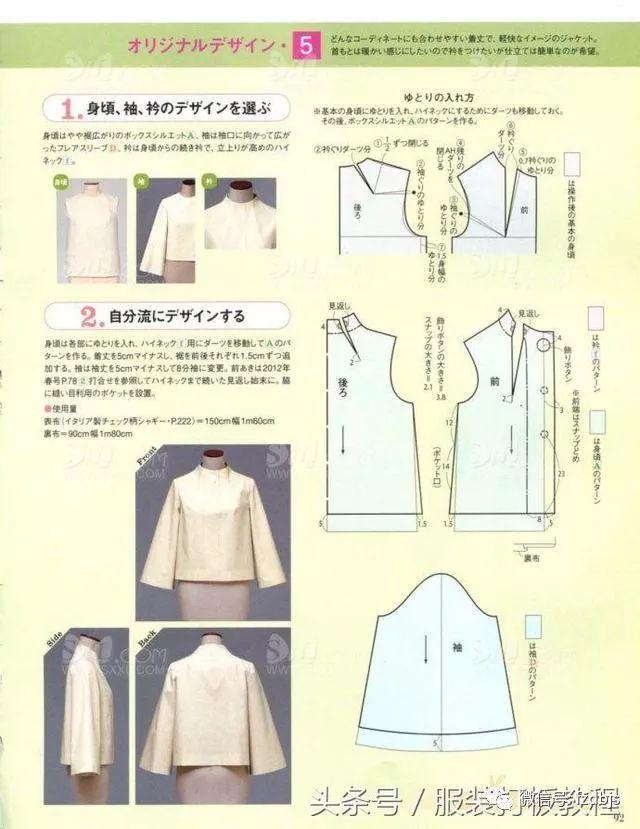 オリジナルデザイン・5
どんなコーディネートにも合わせやすい着丈で、軽快なイメージのジャケット。
首もとは暖かい感じにしたいので衿をつけたいが仕立ては簡単なのが希望。
1. 身頃、袖、衿のデザインを選ぶ
身頃はやや裾広がりのボックスシルエットA、袖は袖口に向かって広が
ったフレアスリーブD、衿は身頃からの続き衿で、立上りが高めのハイ
ネックf。
身頃
袖
衿
ゆとりの入れ方
※基本の身頃にゆとりを入れ、ハイネックにするためにダーツも移動しておく。
その後、ボックスシルエットAのパターンを作る。
②衿ぐりダーツ分
①1/2ずつ閉じる
②袖ぐりのゆとり分
後ろ
④残りのAHダーツを閉じる
③袖ぐりのゆとり分
⑥衿ぐりダーツ分
⑤0.7衿ぐりのゆとり分
前
⑦1.5身幅のゆとり分
は操作後の基本の身頃
2. 自分流にデザインする
身頃は各部にゆとりを入れ、ハイネックf用にダーツを移動してAのパ
ターンを作る。着丈を5cmマイナスし、裾を前後それぞれ1.5cmずつ追
加する。袖は袖丈を5cmマイナスして8分袖に変更。前あきは2012年
春号P.78 2 打合せを参照してハイネックまで続いた見返し始末に。脇
に縫い目利用のポケットを設置。
※使用量
表布(イタリア製チェック柄シャギー・P.222)=150cm幅1m60cm
裏布=90cm幅1m80cm
Front
Side
Back
見返し
4
後ろ
5
1.5
飾りボタンの大きさ=3.8
スナップの大きさ=2.1
見返し
4
前
2
12
14
(ポケット口)
1.5
4
4
飾りボタン
※前端はスナップどめ
23
8
5
裏布
は衿fのパターン
は身頃Aのパターン
袖
5
は袖Dのパターン
头条号/服装打板教程
92